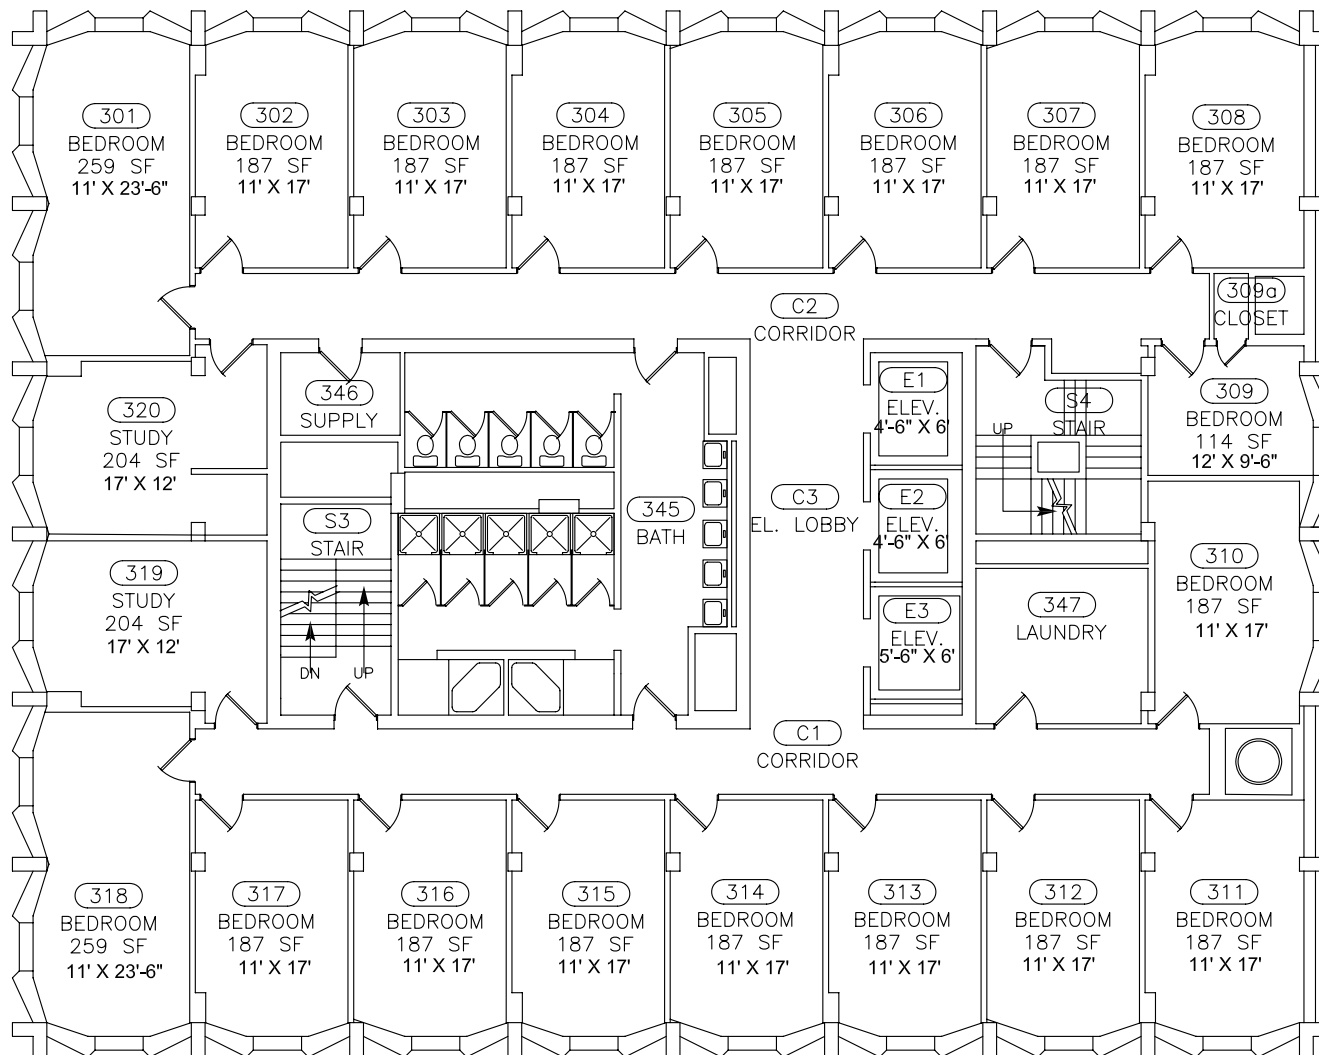 301
BEDROOM
259 SF
11' X 23'-6"
302
BEDROOM
187 SF
11' X 17'
303
BEDROOM
187 SF
11' X 17'
304
BEDROOM
187 SF
11' X 17'
305
BEDROOM
187 SF
11' X 17'
306
BEDROOM
187 SF
11' X 17'
307
BEDROOM
187 SF
11' X 17'
308
BEDROOM
187 SF
11' X 17'
C2
CORRIDOR
309a
CLOSET
320
STUDY
204 SF
17' X 12'
346
SUPPLY
E1
ELEV.
4'-6" X 6'
S4
STAIR
UP
309
BEDROOM
114 SF
12' X 9'-6"
S3
STAIR
345
BATH
C3
EL. LOBBY
E2
ELEV.
4'-6" X 6'
310
BEDROOM
187 SF
11' X 17'
319
STUDY
204 SF
17' X 12'
DN
UP
E3
ELEV.
5'-6" X 6'
347
LAUNDRY
C1
CORRIDOR
318
BEDROOM
259 SF
11' X 23'-6"
317
BEDROOM
187 SF
11' X 17'
316
BEDROOM
187 SF
11' X 17'
315
BEDROOM
187 SF
11' X 17'
314
BEDROOM
187 SF
11' X 17'
313
BEDROOM
187 SF
11' X 17'
312
BEDROOM
187 SF
11' X 17'
311
BEDROOM
187 SF
11' X 17'